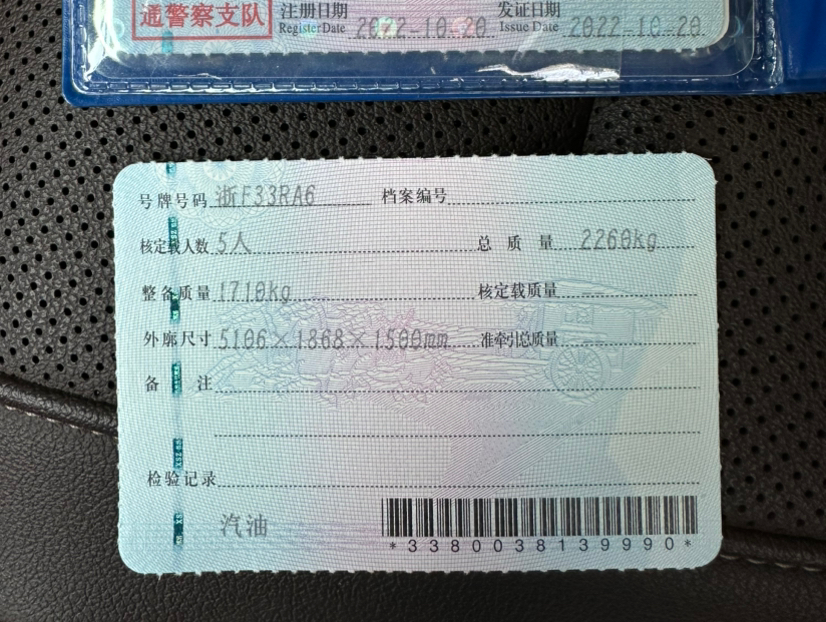 通警察支队 注册日期 Register Date 2022-10-20 发证日期 Issue Date 2022-10-20
号牌号码 浙F33RA6 档案编号
核定载人数 5人 总质量 2260kg
整备质量 1710kg 核定载质量
外廓尺寸 5106×1868×1500mm 准牵引总质量
备注
检验记录
汽油
*3380038139990*